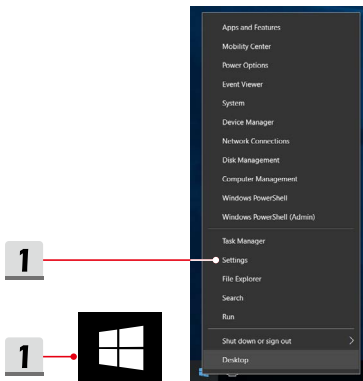 Apps and Features
Mobility Center
Power Options
Event Viewer
System
Device Manager
Network Connections
Disk Management
Computer Management
Windows PowerShell
Windows PowerShell (Admin)
Task Manager
1
Settings
File Explorer
Search
Run
1
Shut down or sign out
Desktop